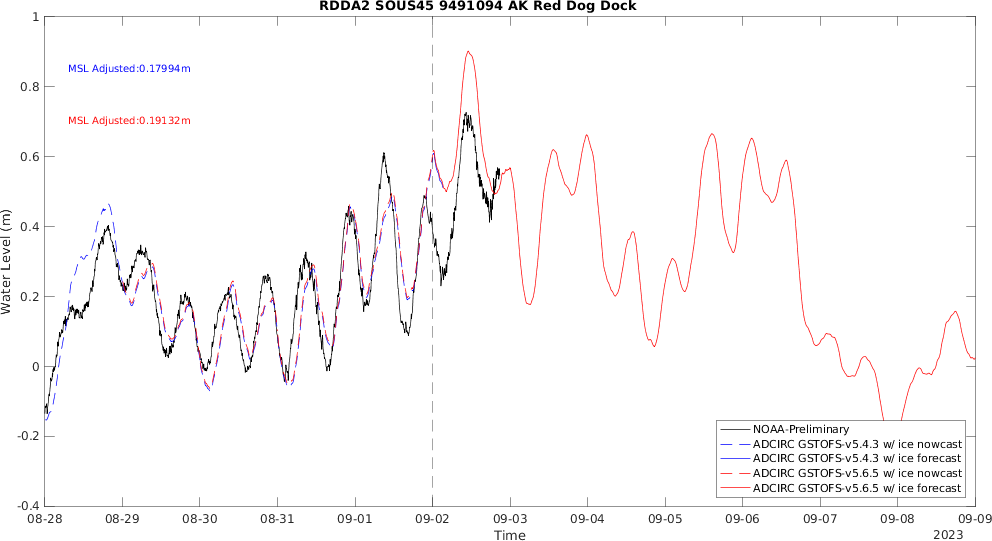 RDDA2 SOUS45 9491094 AK Red Dog Dock
MSL Adjusted:0.17994m
MSL Adjusted:0.19132m
Water Level (m)
1
0.8
0.6
0.4
0.2
0
-0.2
-0.4
NOAA-Preliminary
ADCIRC GSTOFS-v5.4.3 w/ ice nowcast
ADCIRC GSTOFS-v5.4.3 w/ ice forecast
ADCIRC GSTOFS-v5.6.5 w/ ice nowcast
ADCIRC GSTOFS-v5.6.5 w/ ice forecast
08-28 08-29 08-30 08-31 09-01 09-02 09-03 09-04 09-05 09-06 09-07 09-08 09-09
Time
2023